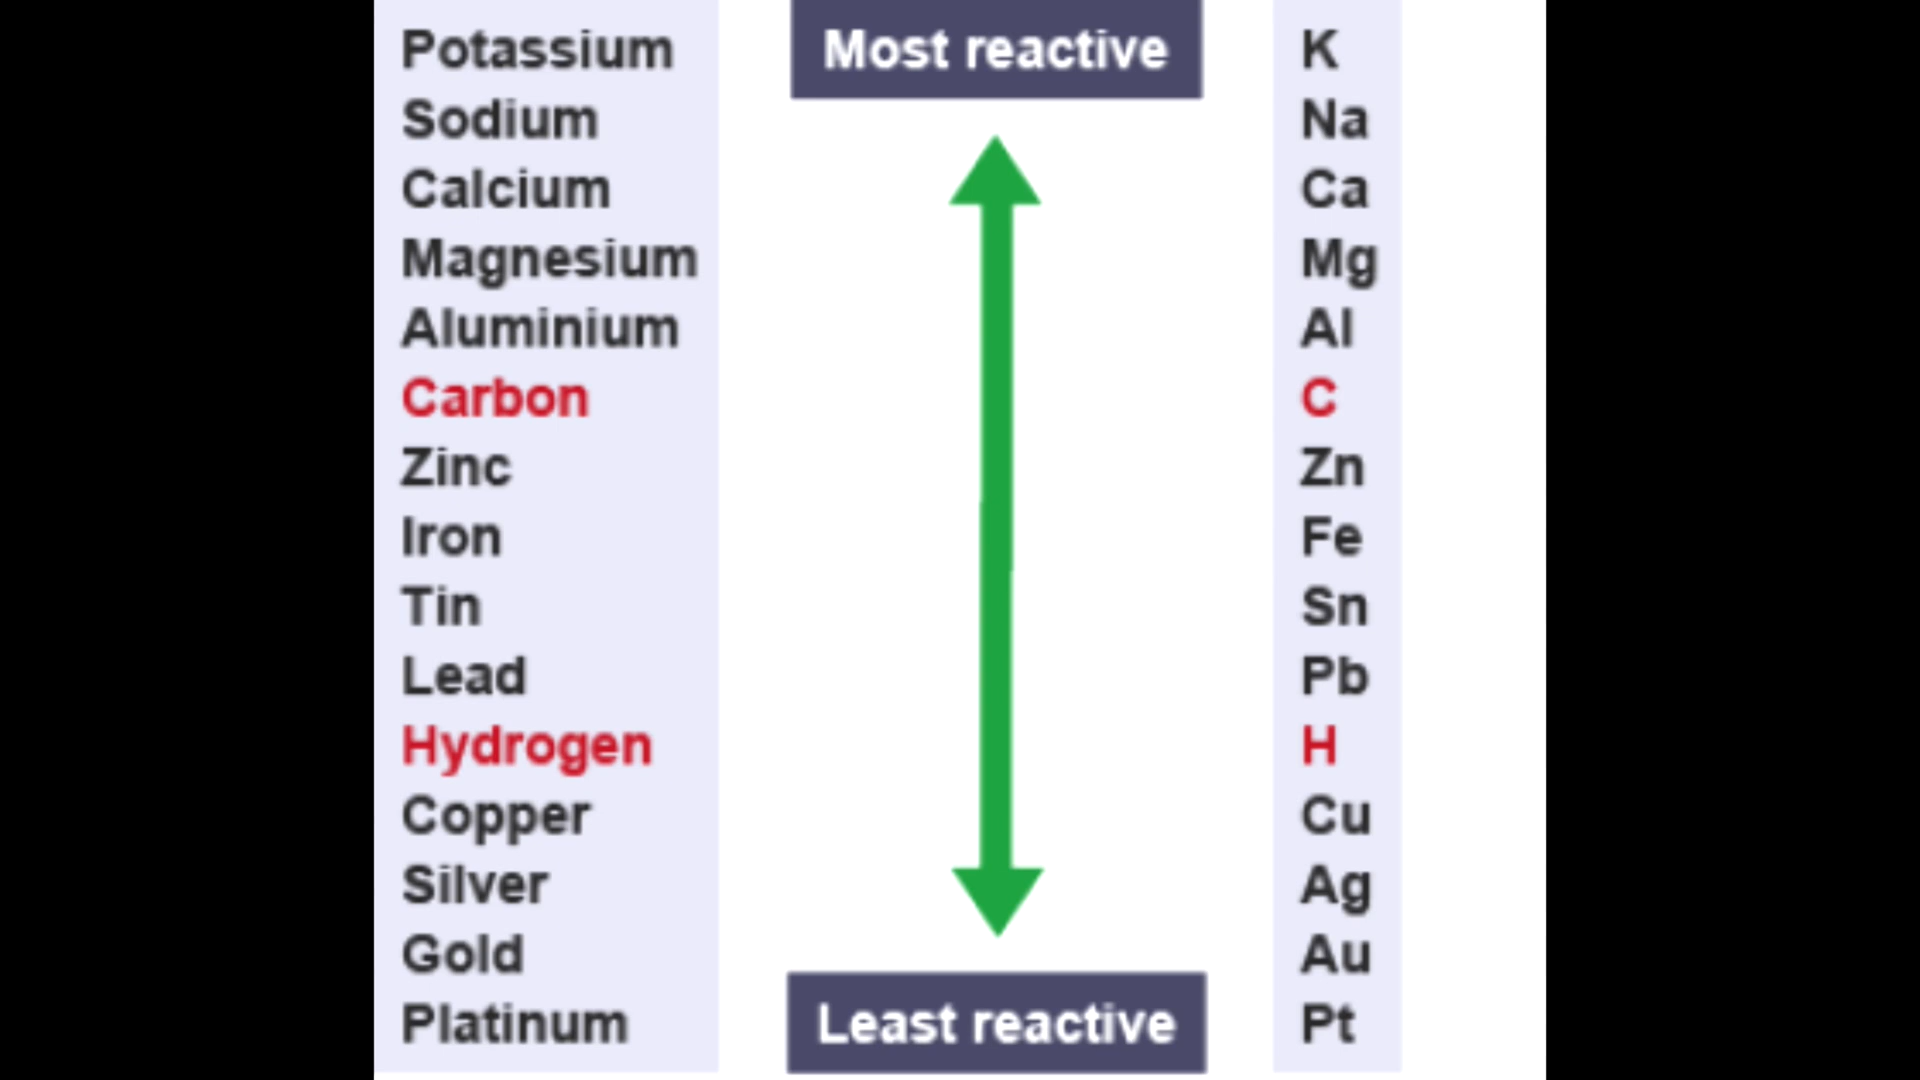 Potassium
Sodium
Calcium
Magnesium
Aluminium
Carbon
Zinc
Iron
Tin
Lead
Hydrogen
Copper
Silver
Gold
Platinum
Most reactive
Least reactive
K
Na
Ca
Mg
Al
C
Zn
Fe
Sn
Pb
H
Cu
Ag
Au
Pt